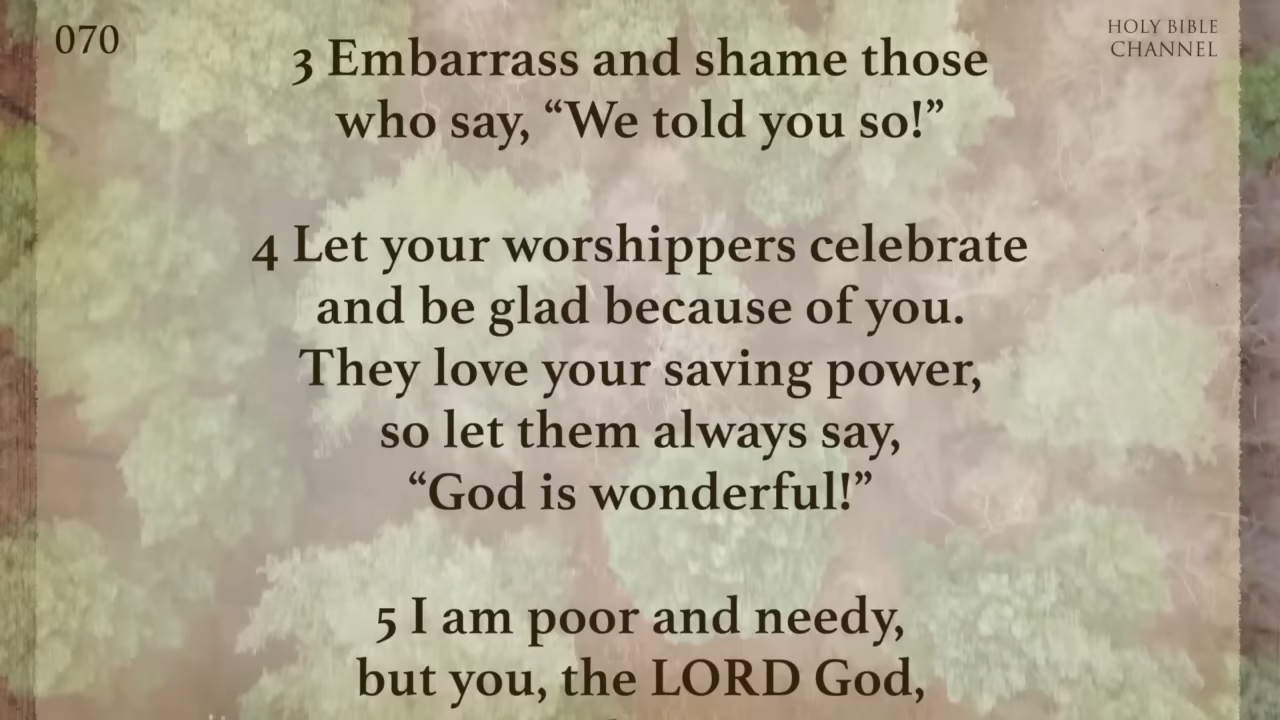 070
HOLY BIBLE
CHANNEL
3 Embarrass and shame those
who say, “We told you so!”
4 Let your worshippers celebrate
and be glad because of you.
They love your saving power,
so let them always say,
“God is wonderful!”
5 I am poor and needy,
but you, the LORD God,